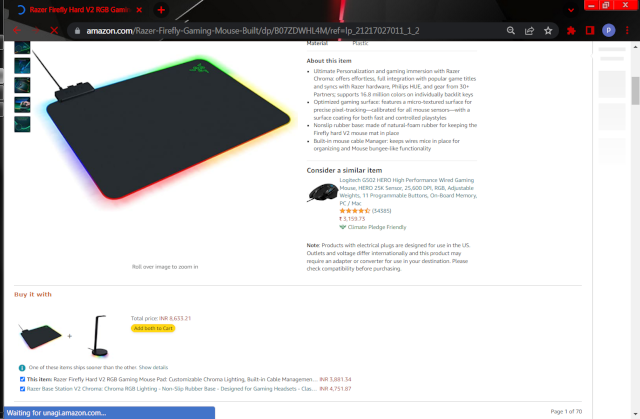 Razer Firefly Hard V2 RGB Gami
amazon.com/Razer-Firefly-Gaming-Mouse-Built/dp/B07ZDWHL4M/ref=lp_21217027011_1_2
P
Material Plastic
About this item
• Ultimate Personalization and gaming immersion with Razer
Chroma: offers effortless, full integration with popular game titles
and syncs with Razer hardware, Philips HUE, and gear from 30+
Partners; supports 16.8 million colors on individually backlit keys
• Optimized gaming surface: features a micro-textured surface for
precise pixel-tracking—calibrated for all mouse sensors—with a
surface coating for both fast and controlled playstyles
• Nonslip rubber base: made of natural-foam rubber for keeping the
Firefly hard V2 mouse mat in place
• Built-in mouse cable Manager: keeps wires mice in place for
organizing and Mouse bungee-like functionality
Consider a similar item
Logitech G502 HERO High Performance Wired Gaming
Mouse, HERO 25K Sensor, 25,600 DPI, RGB, Adjustable
Weights, 11 Programmable Buttons, On-Board Memory,
PC / Mac
(34385)
₹ 3,159.73
Climate Pledge Friendly
Note: Products with electrical plugs are designed for use in the US.
Outlets and voltage differ internationally and this product may
require an adapter or converter for use in your destination. Please
check compatibility before purchasing.
Roll over image to zoom in
Buy it with
Total price: INR 8,633.21
+
Add both to Cart
One of these items ships sooner than the other. Show details
This item: Razer Firefly Hard V2 RGB Gaming Mouse Pad: Customizable Chroma Lighting, Built-in Cable Managemen... INR 3,881.34
Razer Base Station V2 Chroma: Chroma RGB Lighting - Non-Slip Rubber Base - Designed for Gaming Headsets - Clas... INR 4,751.87
Waiting for unagi.amazon.com...
Page 1 of 70